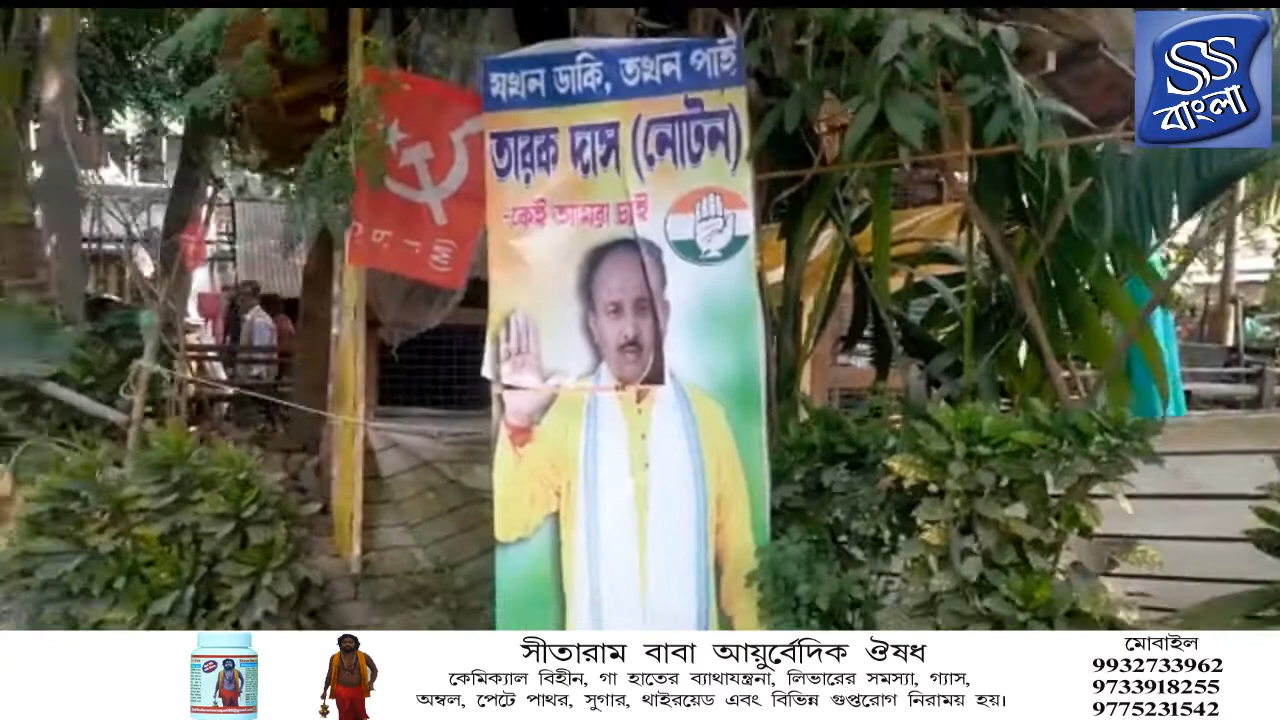 SS
বাংলা
যখন ডাকি, তখন পাই
তারক দাস (নোটন)
-কেই আমরা চাই
(M)
সীতারাম বাবা আয়ুর্বেদিক ঔষধ
কেমিক্যাল বিহীন, গা হাতের ব্যাথাযন্ত্রনা, লিভারের সমস্যা, গ্যাস,
অম্বল, পেটে পাথর, সুগার, থাইরয়েড এবং বিভিন্ন গুপ্তরোগ নিরাময় হয়।
মোবাইল
9932733962
9733918255
9775231542